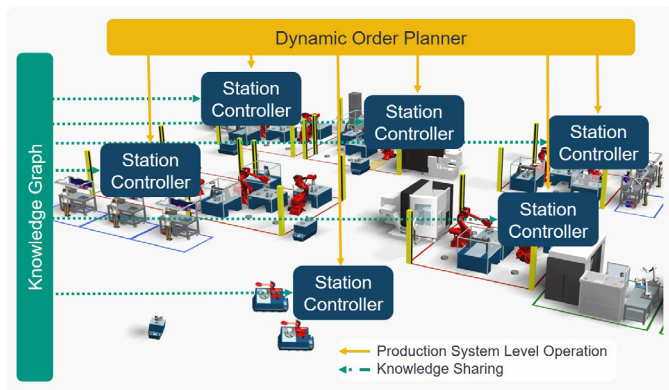 Dynamic Order Planner
Knowledge Graph
Station
Controller
Station
Controller
Station
Controller
Station
Controller
Station
Controller
Station
Controller
Production System Level Operation
Knowledge Sharing